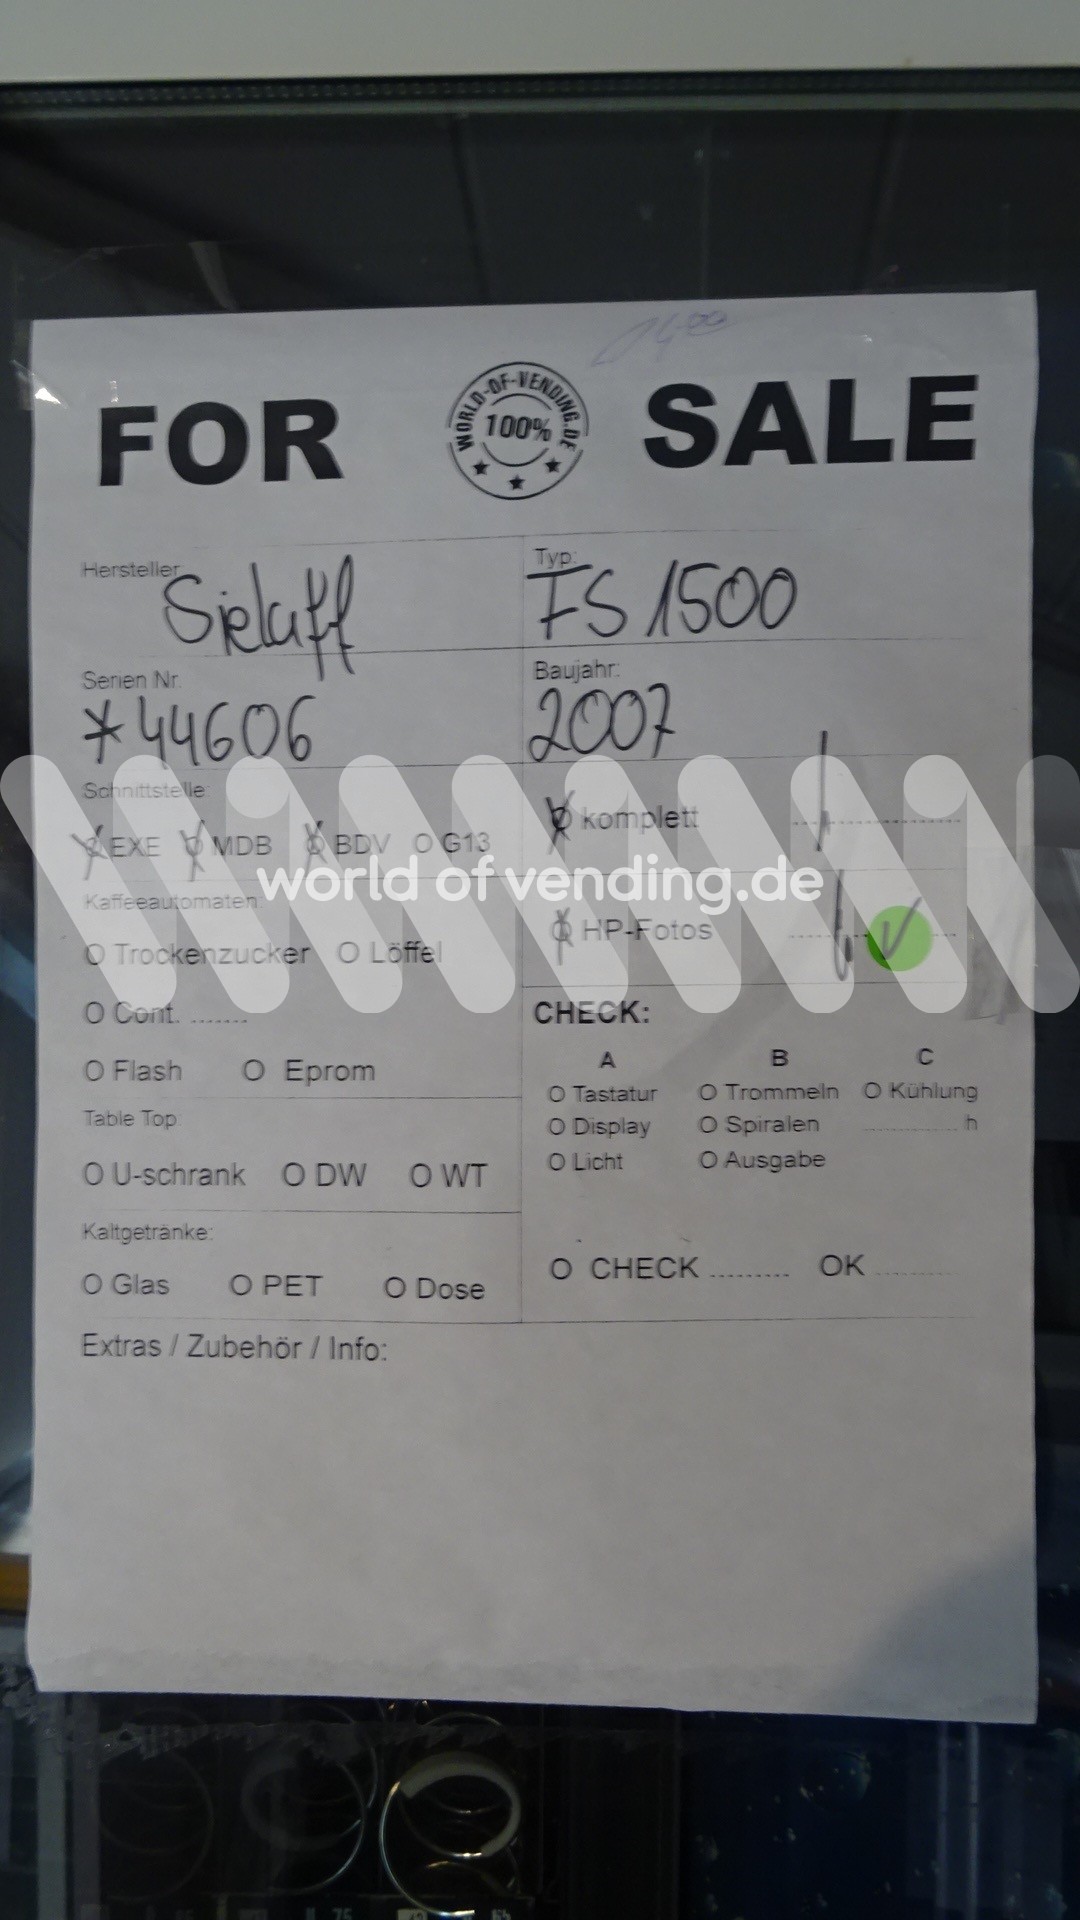 FOR SALE
WORLD-OF-VENDING.DE
100%
Hersteller: Typ:
Sielaff FS 1500
Serien Nr. Baujahr:
*44606 2007
Schnittstelle:
EXE MDB BDV O G13 komplett
world of vending.de
Kaffeeautomaten: HP-Fotos
O Trockenzucker O Löffel
O Cont. ........ CHECK:
A B C
O Flash O Eprom
O Tastatur O Trommeln O Kühlung
Table Top: O Display O Spiralen ................ h
O Licht O Ausgabe
O U-schrank O DW O WT
Kaltgetränke:
O Glas O PET O Dose O CHECK ......... OK ........
Extras / Zubehör / Info: